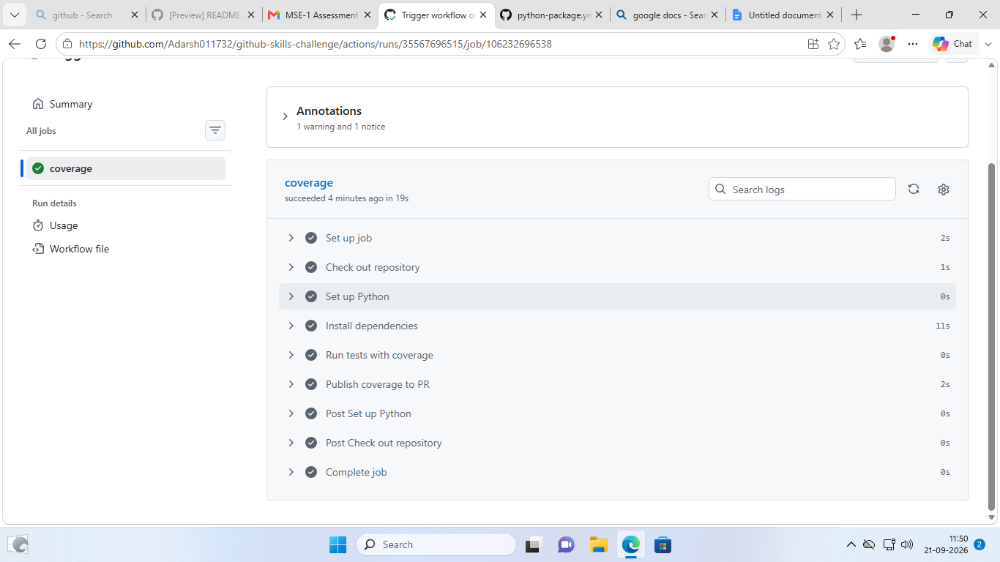 github - Search
[Preview] README.
MSE-1 Assessment
Trigger workflow o
python-package.ym
google docs - Sear
Untitled document
https://github.com/Adarsh011732/github-skills-challenge/actions/runs/35567696515/job/106232696538
Chat
Summary
All jobs
coverage
Run details
Usage
Workflow file
Annotations
1 warning and 1 notice
coverage
succeeded 4 minutes ago in 19s
Search logs
Set up job 2s
Check out repository 1s
Set up Python 0s
Install dependencies 11s
Run tests with coverage 0s
Publish coverage to PR 2s
Post Set up Python 0s
Post Check out repository 0s
Complete job 0s
Search
11:50
21-09-2026
2